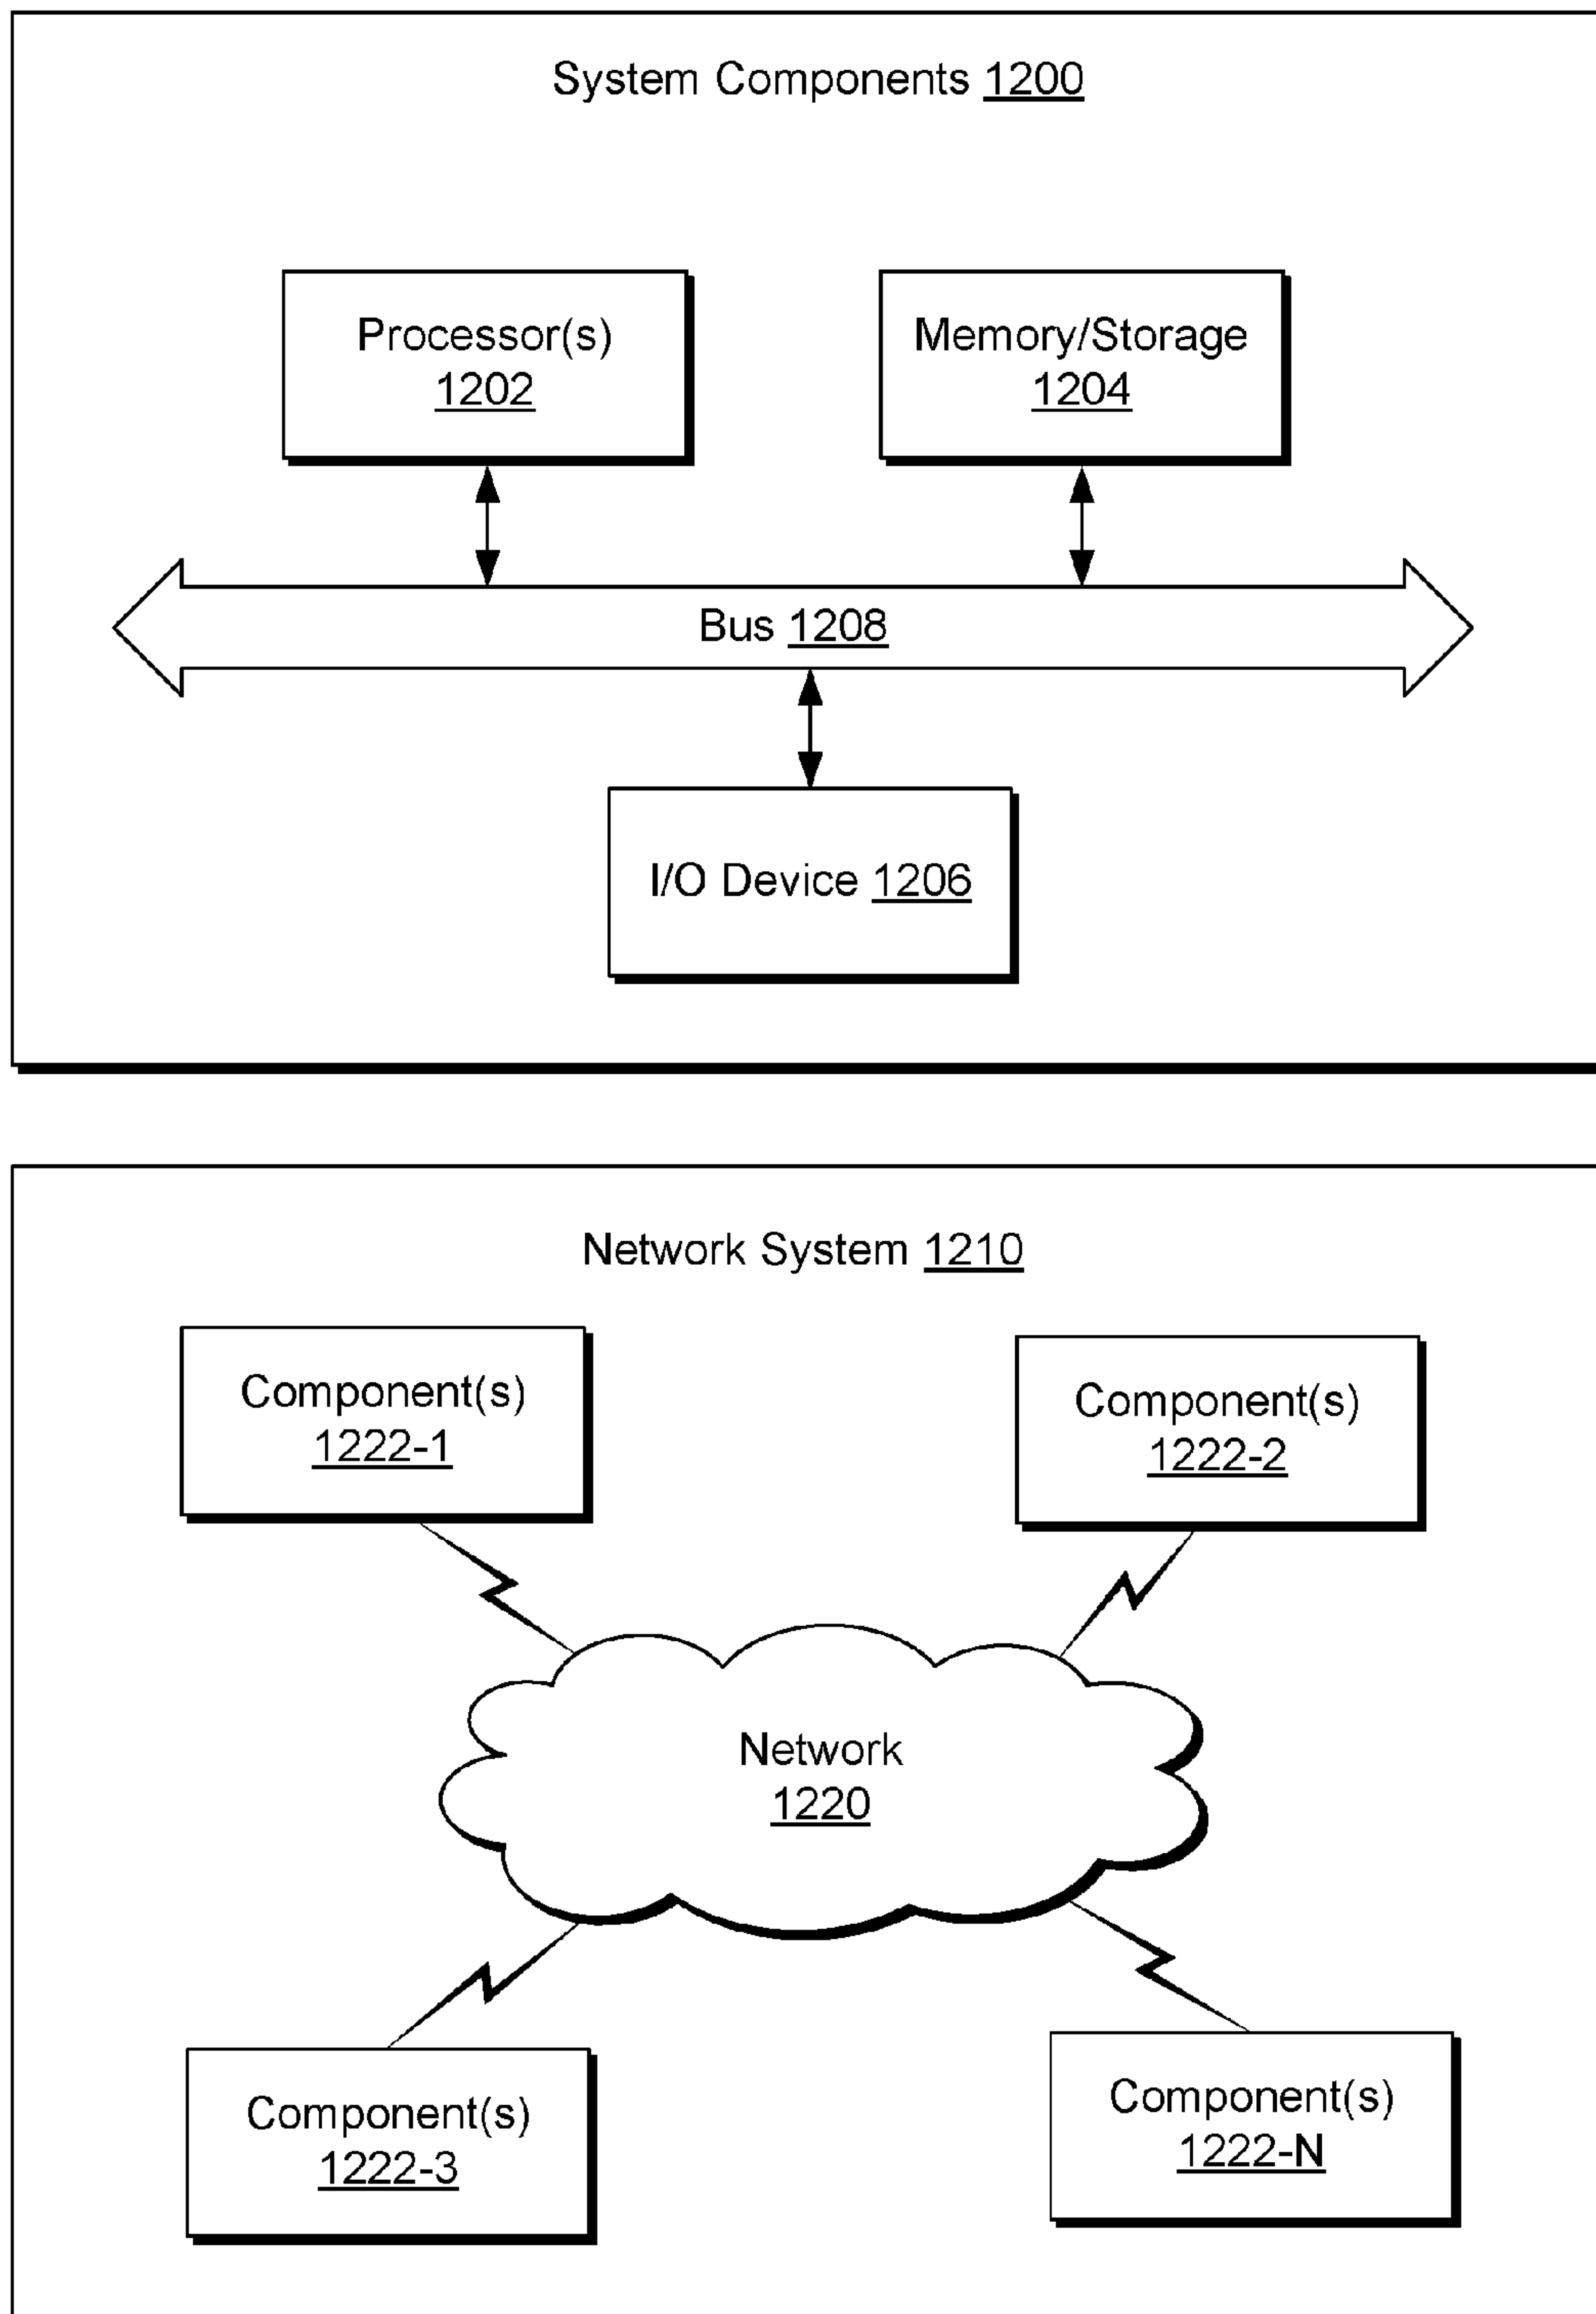 System Components 1200
Processor(s)
1202
Memory/Storage
1204
Bus 1208
I/O Device 1206
Network System 1210
Component(s)
1222-1
Component(s)
1222-2
Network
1220
Component(s)
1222-3
Component(s)
1222-N